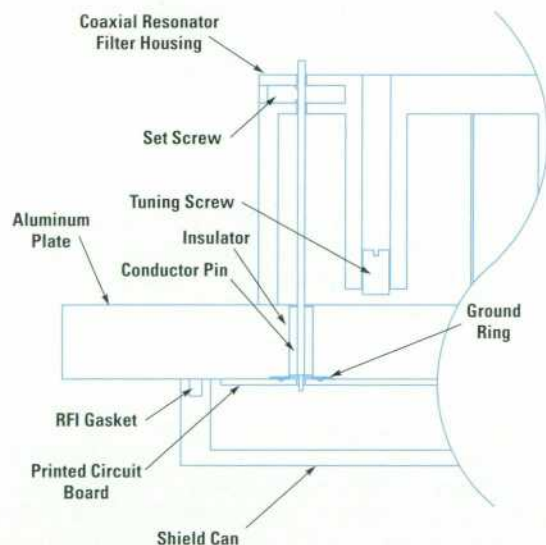 Coaxial Resonator
Filter Housing
Set Screw
Tuning Screw
Aluminum
Plate
Insulator
Conductor Pin
Ground
Ring
RFI Gasket
Printed Circuit
Board
Shield Can